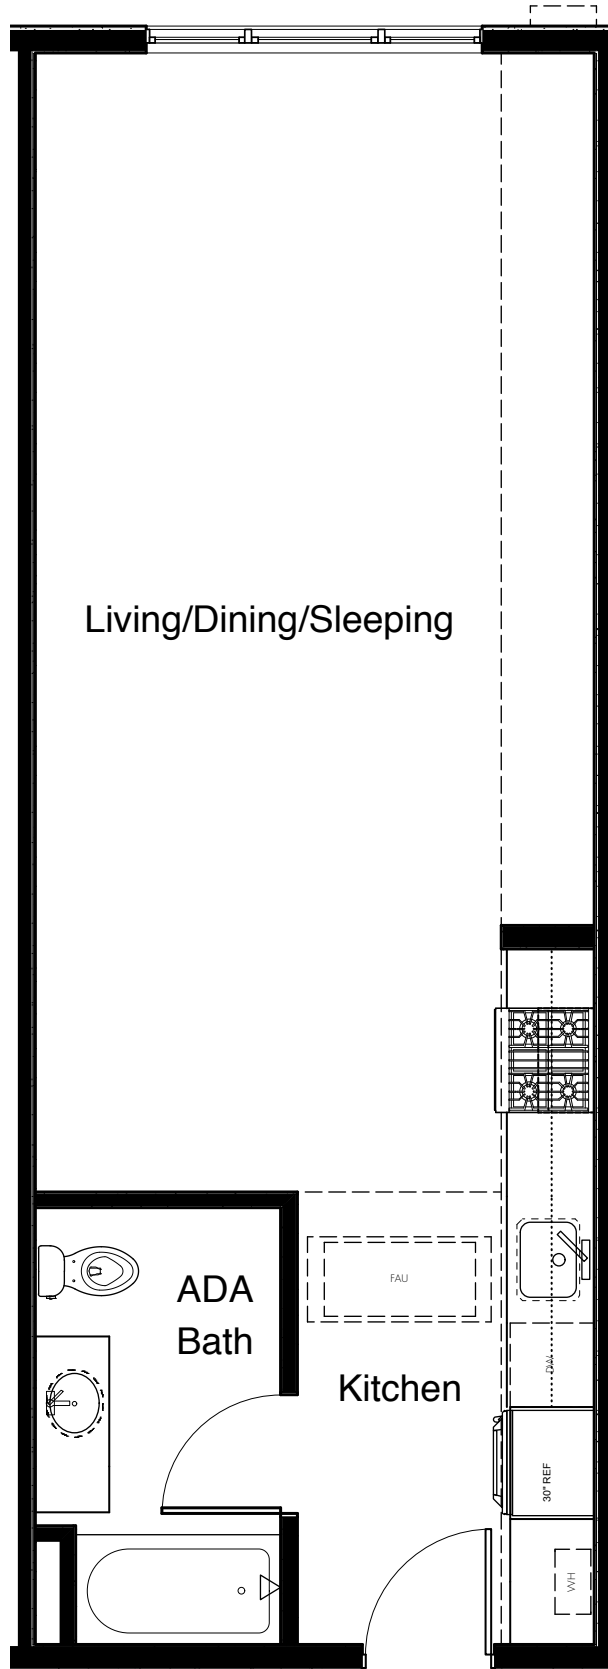 Living/Dining/Sleeping
ADA
Bath
FAU
Kitchen
DW
30" REF
WH